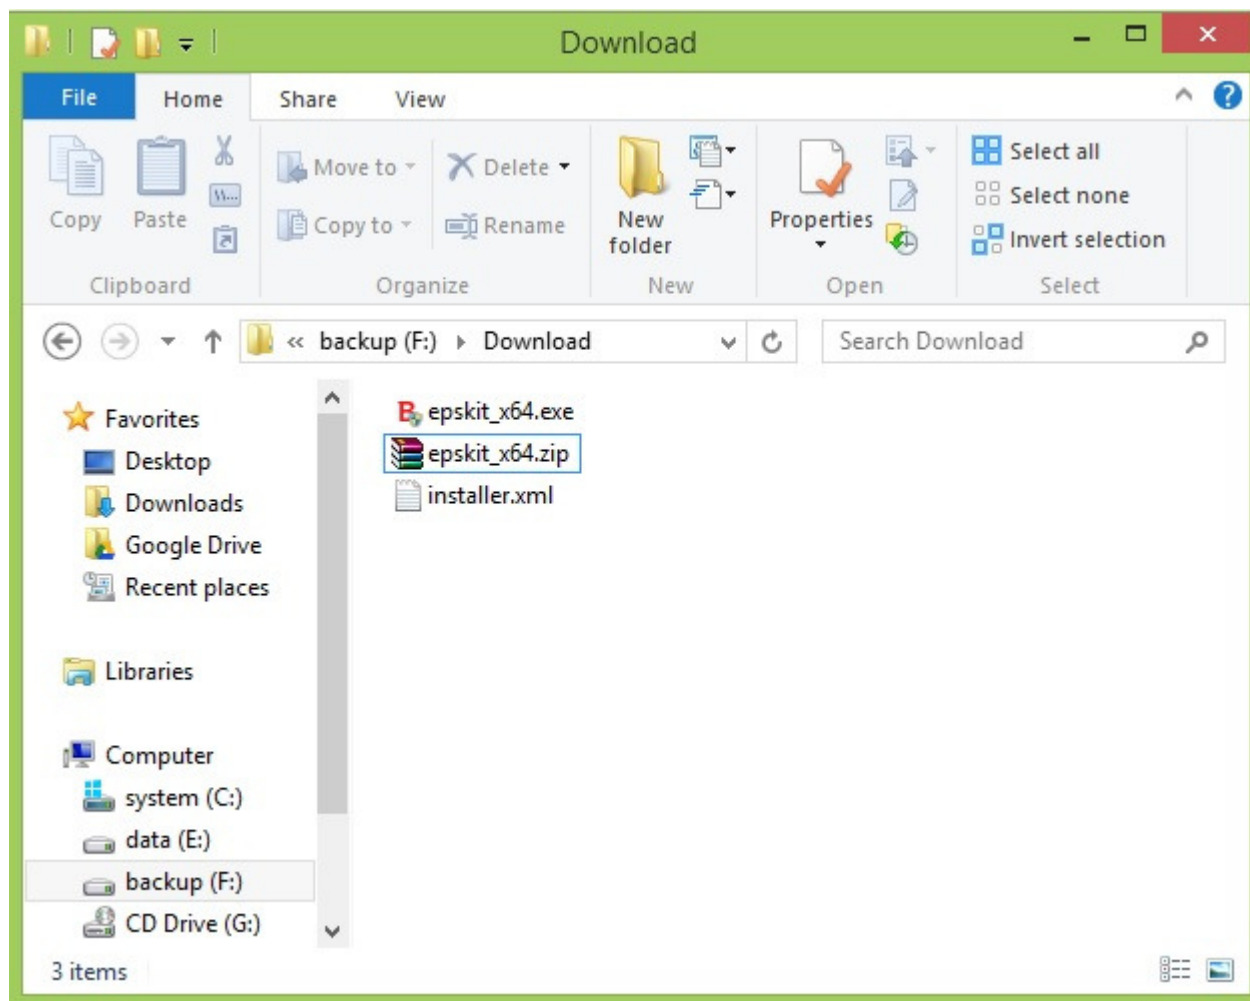 Download
File Home Share View
Copy Paste
Move to
Copy to
Delete
Rename
New folder
Properties
Select all
Select none
Invert selection
Clipboard Organize New Open Select
« backup (F:) Download
Search Download
Favorites
Desktop
Downloads
Google Drive
Recent places
Libraries
Computer
system (C:)
data (E:)
backup (F:)
CD Drive (G:)
epskit_x64.exe
epskit_x64.zip
installer.xml
3 items